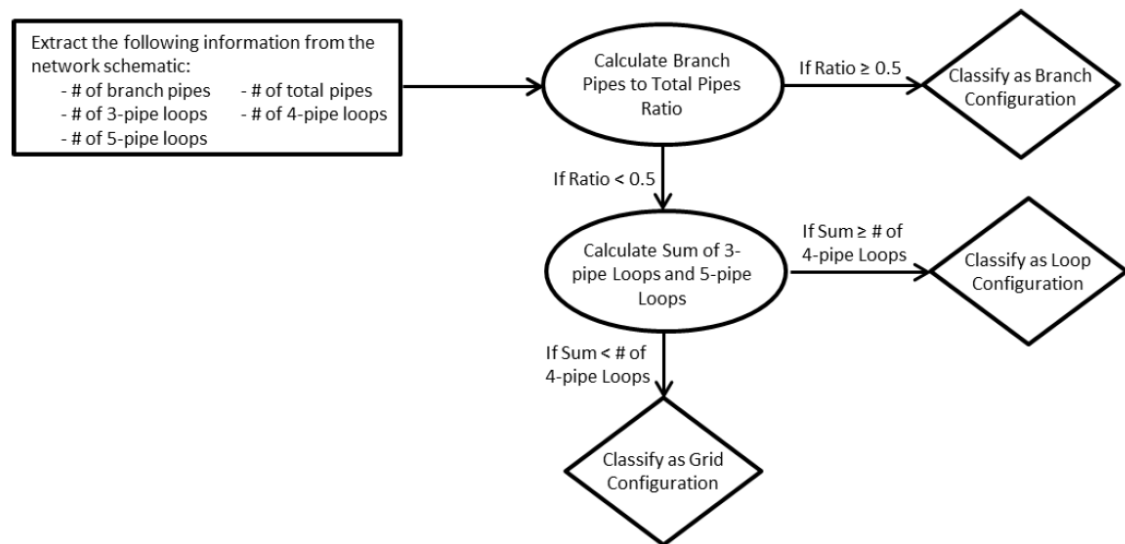 Extract the following information from the
network schematic:
- # of branch pipes - # of total pipes
- # of 3-pipe loops - # of 4-pipe loops
- # of 5-pipe loops
Calculate Branch
Pipes to Total Pipes
Ratio
If Ratio ≥ 0.5
Classify as Branch
Configuration
If Ratio < 0.5
Calculate Sum of 3-
pipe Loops and 5-pipe
Loops
If Sum ≥ # of
4-pipe Loops
Classify as Loop
Configuration
If Sum < # of
4-pipe Loops
Classify as Grid
Configuration